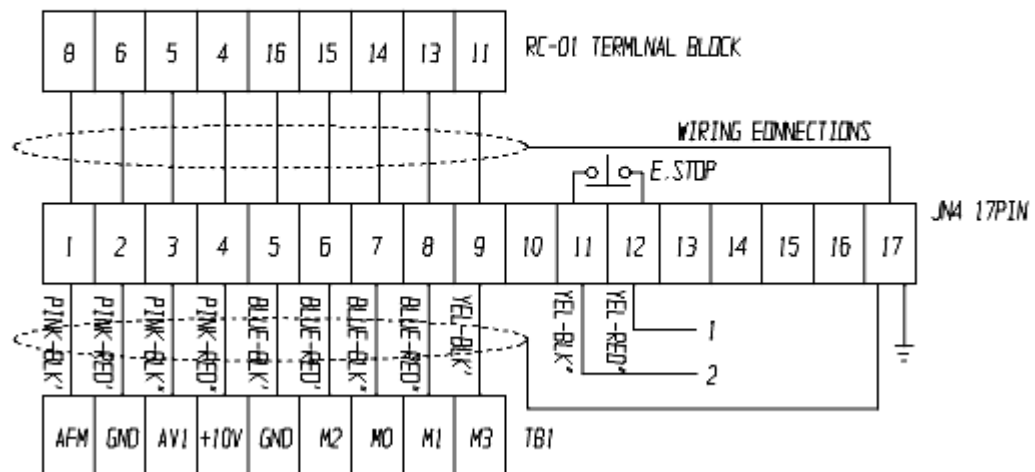 8 6 5 4 16 15 14 13 11 RC-01 TERMLNAL BLOCK
WIRING EONNECTIONS
E.STOP
JN4 17PIN
1 2 3 4 5 6 7 8 9 10 11 12 13 14 15 16 17
PINK-BLK' PINK-RED' PINK-BLK" PINK-RED" BLUE-BLK' BLUE-RED' BLUE-BLK" BLUE-RED" YEL-BLK' YEL-BLK" YEL-RED"
1
2
AFM GND AV1 +10V GND M2 M0 M1 M3 TB1